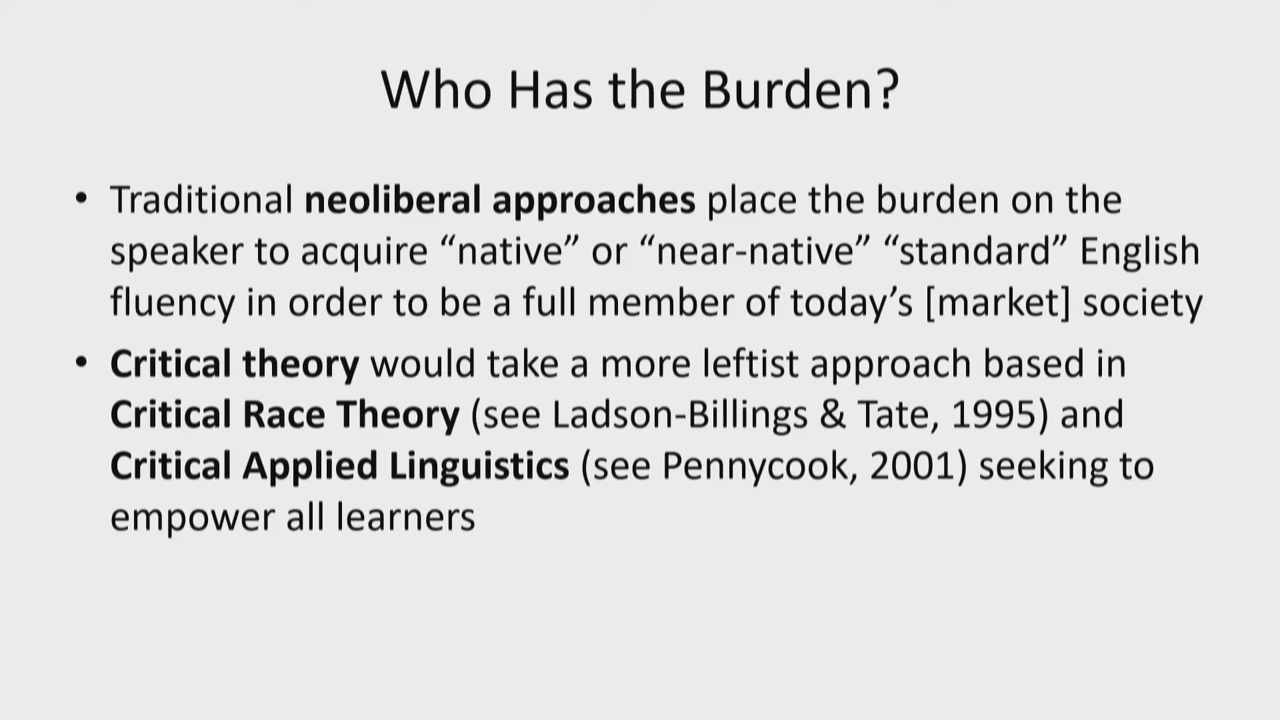 Who Has the Burden?
• Traditional neoliberal approaches place the burden on the
speaker to acquire “native” or “near-native” “standard” English
fluency in order to be a full member of today’s [market] society
• Critical theory would take a more leftist approach based in
Critical Race Theory (see Ladson-Billings & Tate, 1995) and
Critical Applied Linguistics (see Pennycook, 2001) seeking to
empower all learners